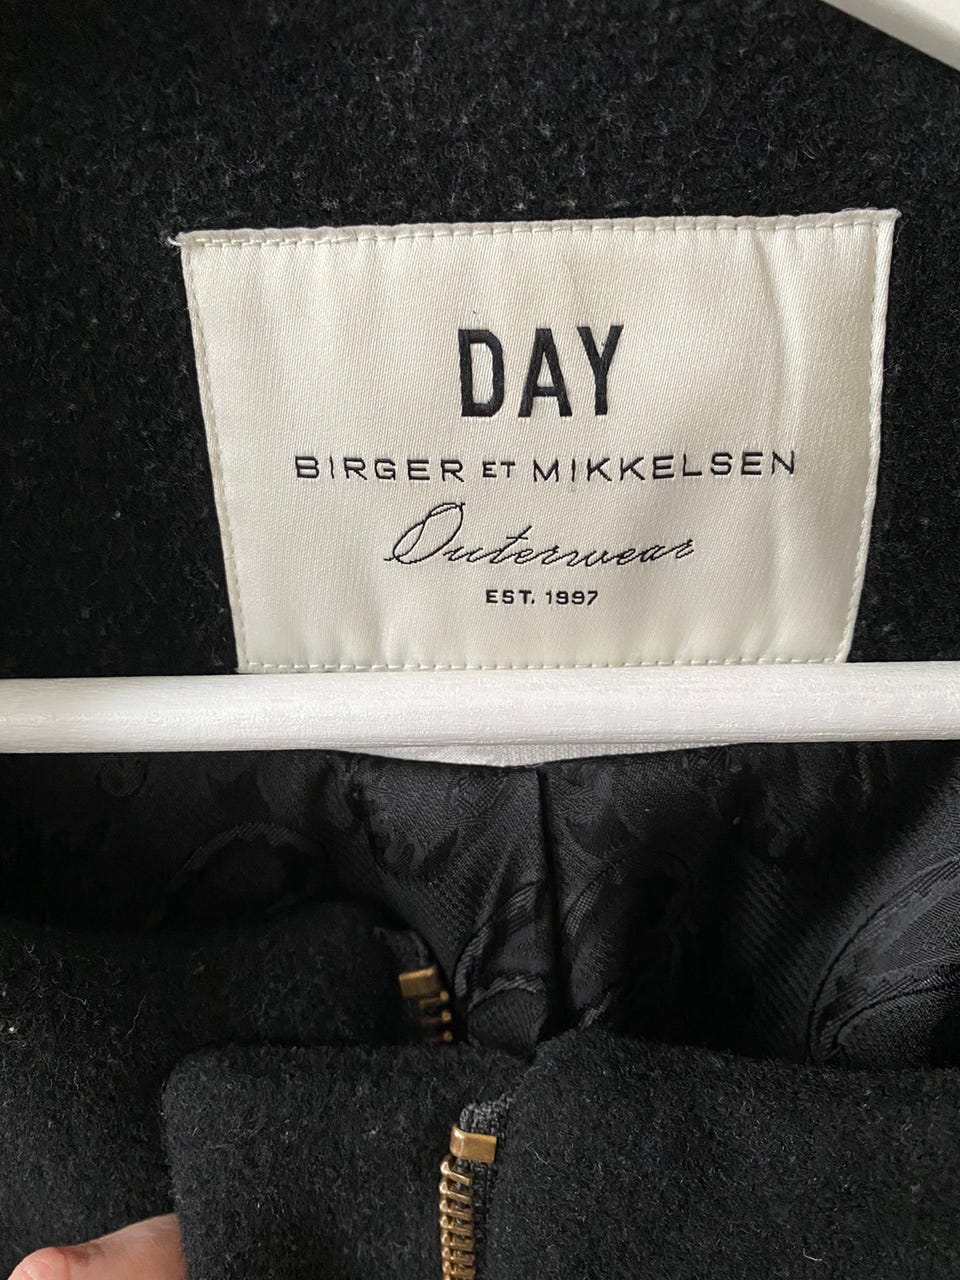 DAY
BIRGER ET MIKKELSEN
Outerwear
EST. 1997